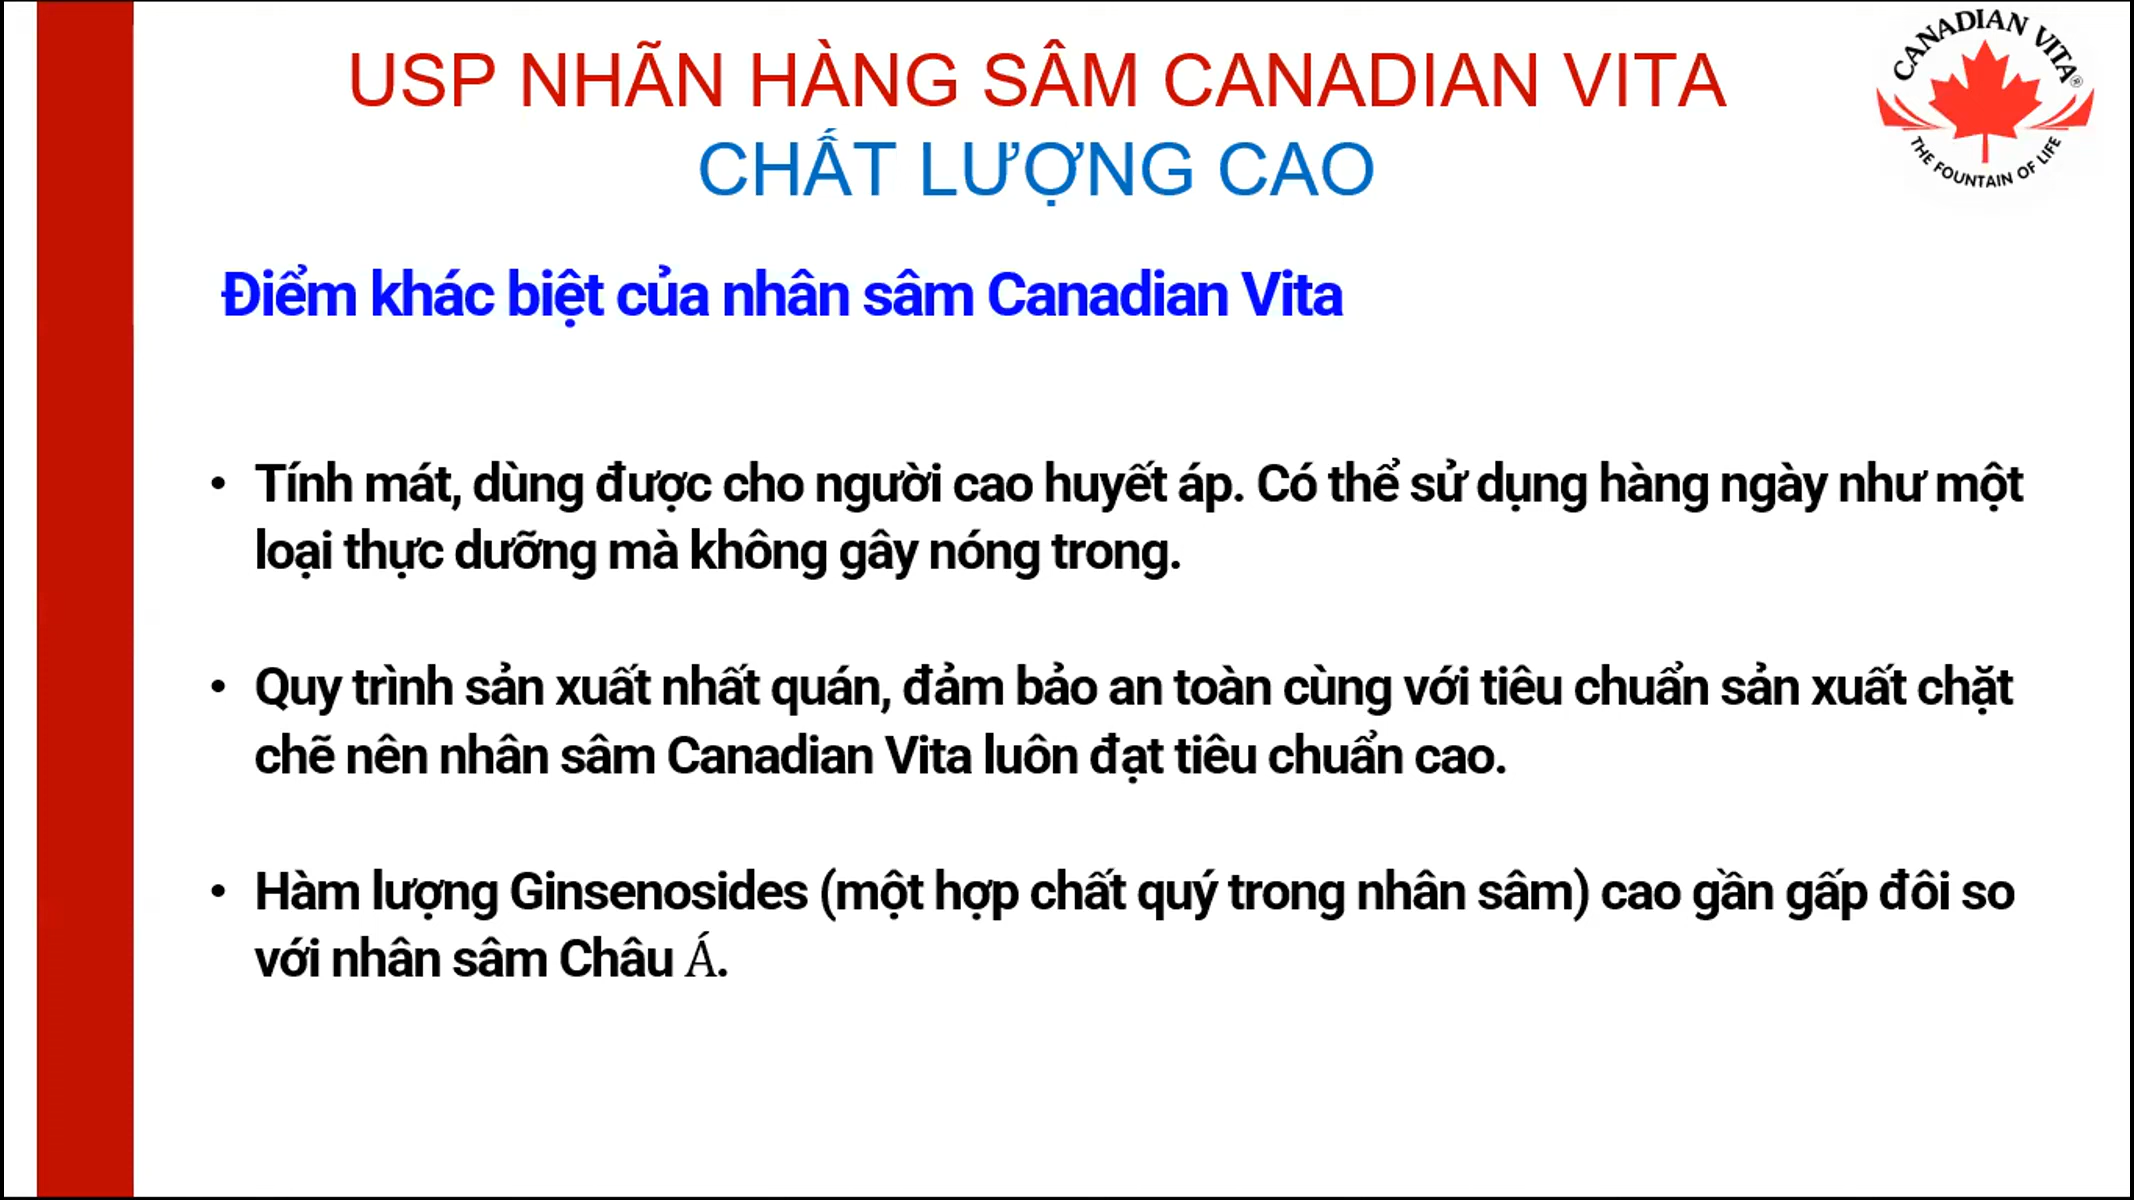 USP NHÃN HÀNG SÂM CANADIAN VITA
CHẤT LƯỢNG CAO
CANADIAN VITA®
THE FOUNTAIN OF LIFE
Điểm khác biệt của nhân sâm Canadian Vita
• Tính mát, dùng được cho người cao huyết áp. Có thể sử dụng hàng ngày như một
loại thực dưỡng mà không gây nóng trong.
• Quy trình sản xuất nhất quán, đảm bảo an toàn cùng với tiêu chuẩn sản xuất chặt
chẽ nên nhân sâm Canadian Vita luôn đạt tiêu chuẩn cao.
• Hàm lượng Ginsenosides (một hợp chất quý trong nhân sâm) cao gần gấp đôi so
với nhân sâm Châu Á.